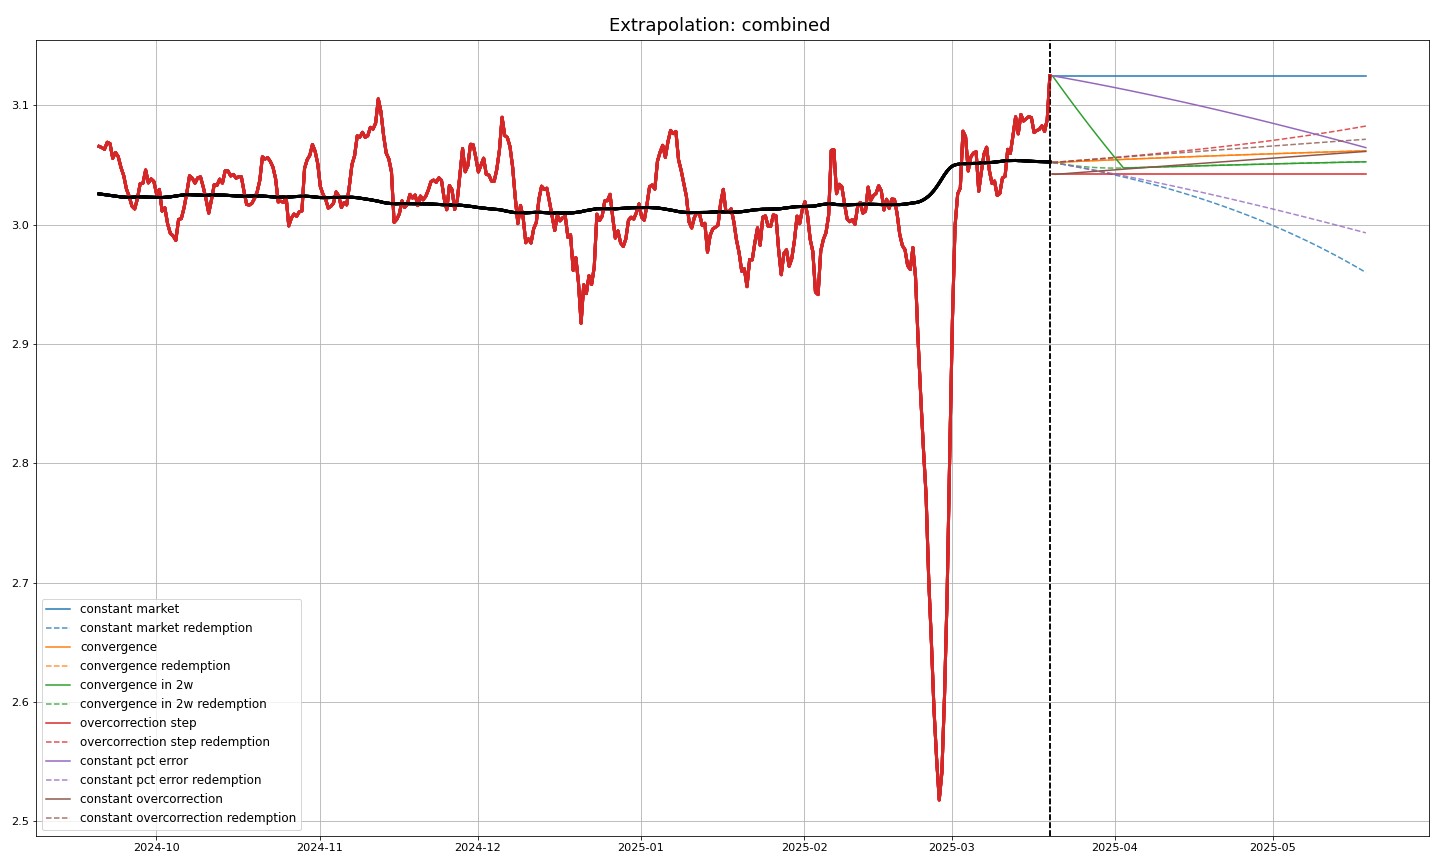 Extrapolation: combined
3.1
3.0
2.9
2.8
2.7
2.6
2.5
constant market
constant market redemption
convergence
convergence redemption
convergence in 2w
convergence in 2w redemption
overcorrection step
overcorrection step redemption
constant pct error
constant pct error redemption
constant overcorrection
constant overcorrection redemption
2024-10 2024-11 2024-12 2025-01 2025-02 2025-03 2025-04 2025-05